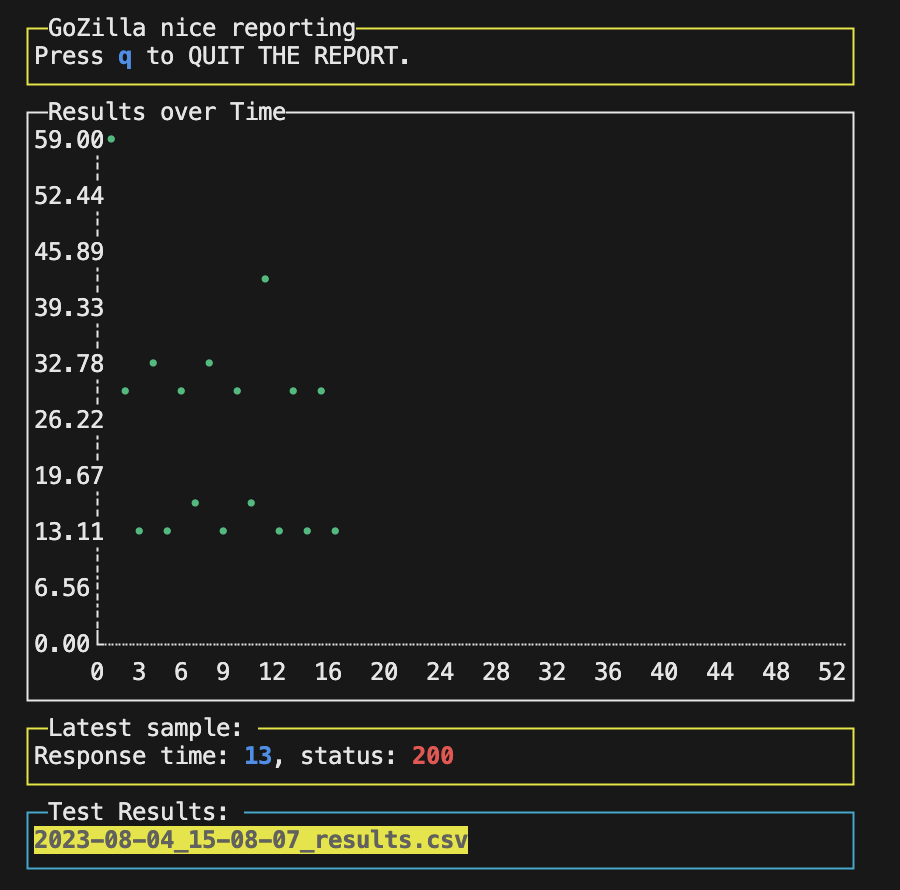 GoZilla nice reporting
Press q to QUIT THE REPORT.
Results over Time
59.00
52.44
45.89
39.33
32.78
26.22
19.67
13.11
6.56
0.00
0 3 6 9 12 16 20 24 28 32 36 40 44 48 52
Latest sample:
Response time: 13, status: 200
Test Results:
2023-08-04_15-08-07_results.csv